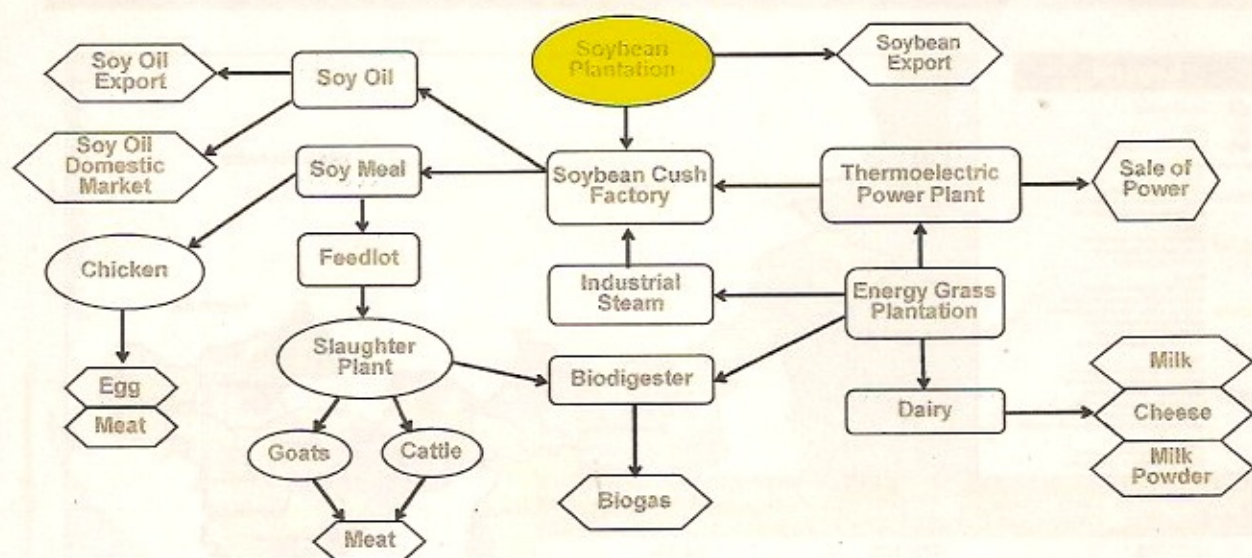 Soybean
Plantation
Soybean
Export
Soy Oil
Export
Soy Oil
Soy Oil
Domestic
Market
Soy Meal
Soybean Cush
Factory
Thermoelectric
Power Plant
Sale of
Power
Chicken
Feedlot
Industrial
Steam
Energy Grass
Plantation
Slaughter
Plant
Biodigester
Dairy
Milk
Cheese
Milk
Powder
Egg
Meat
Goats
Cattle
Biogas
Meat